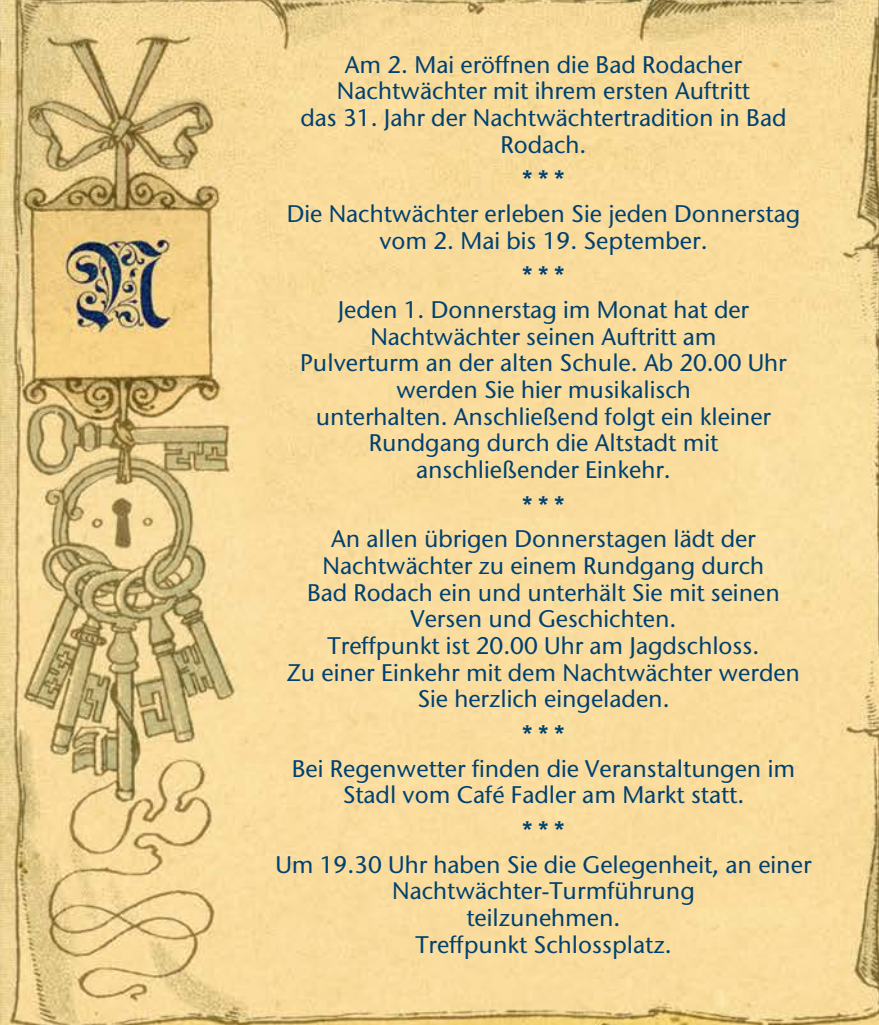 Am 2. Mai eröffnen die Bad Rodacher
Nachtwächter mit ihrem ersten Auftritt
das 31. Jahr der Nachtwächtertradition in Bad
Rodach.
* * *
Die Nachtwächter erleben Sie jeden Donnerstag
vom 2. Mai bis 19. September.
* * *
N
Jeden 1. Donnerstag im Monat hat der
Nachtwächter seinen Auftritt am
Pulverturm an der alten Schule. Ab 20.00 Uhr
werden Sie hier musikalisch
unterhalten. Anschließend folgt ein kleiner
Rundgang durch die Altstadt mit
anschließender Einkehr.
* * *
An allen übrigen Donnerstagen lädt der
Nachtwächter zu einem Rundgang durch
Bad Rodach ein und unterhält Sie mit seinen
Versen und Geschichten.
Treffpunkt ist 20.00 Uhr am Jagdschloss.
Zu einer Einkehr mit dem Nachtwächter werden
Sie herzlich eingeladen.
* * *
Bei Regenwetter finden die Veranstaltungen im
Stadl vom Café Fadler am Markt statt.
* * *
Um 19.30 Uhr haben Sie die Gelegenheit, an einer
Nachtwächter-Turmführung
teilzunehmen.
Treffpunkt Schlossplatz.